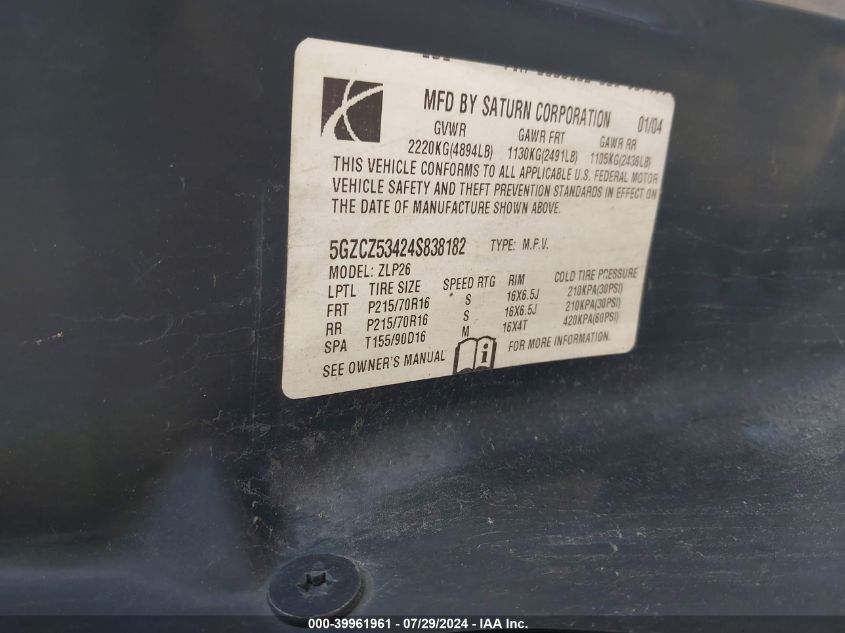 MFD BY SATURN CORPORATION 01/04
GVWR GAWR FRT GAWR RR
2220KG(4894LB) 1130KG(2491LB) 1105KG(2436LB)
THIS VEHICLE CONFORMS TO ALL APPLICABLE U.S. FEDERAL MOTOR
VEHICLE SAFETY AND THEFT PREVENTION STANDARDS IN EFFECT ON
THE DATE OF MANUFACTURE SHOWN ABOVE.
5GZCZ53424S838182 TYPE: M.P.V.
MODEL: ZLP26
LPTL TIRE SIZE SPEED RTG RIM COLD TIRE PRESSURE
FRT P215/70R16 S 16X6.5J 210KPA(30PSI)
RR P215/70R16 S 16X6.5J 210KPA(30PSI)
SPA T155/90D16 M 16X4T 420KPA(60PSI)
SEE OWNER'S MANUAL i FOR MORE INFORMATION.
000-39961961 / 07/29/2024 - IAA Inc.